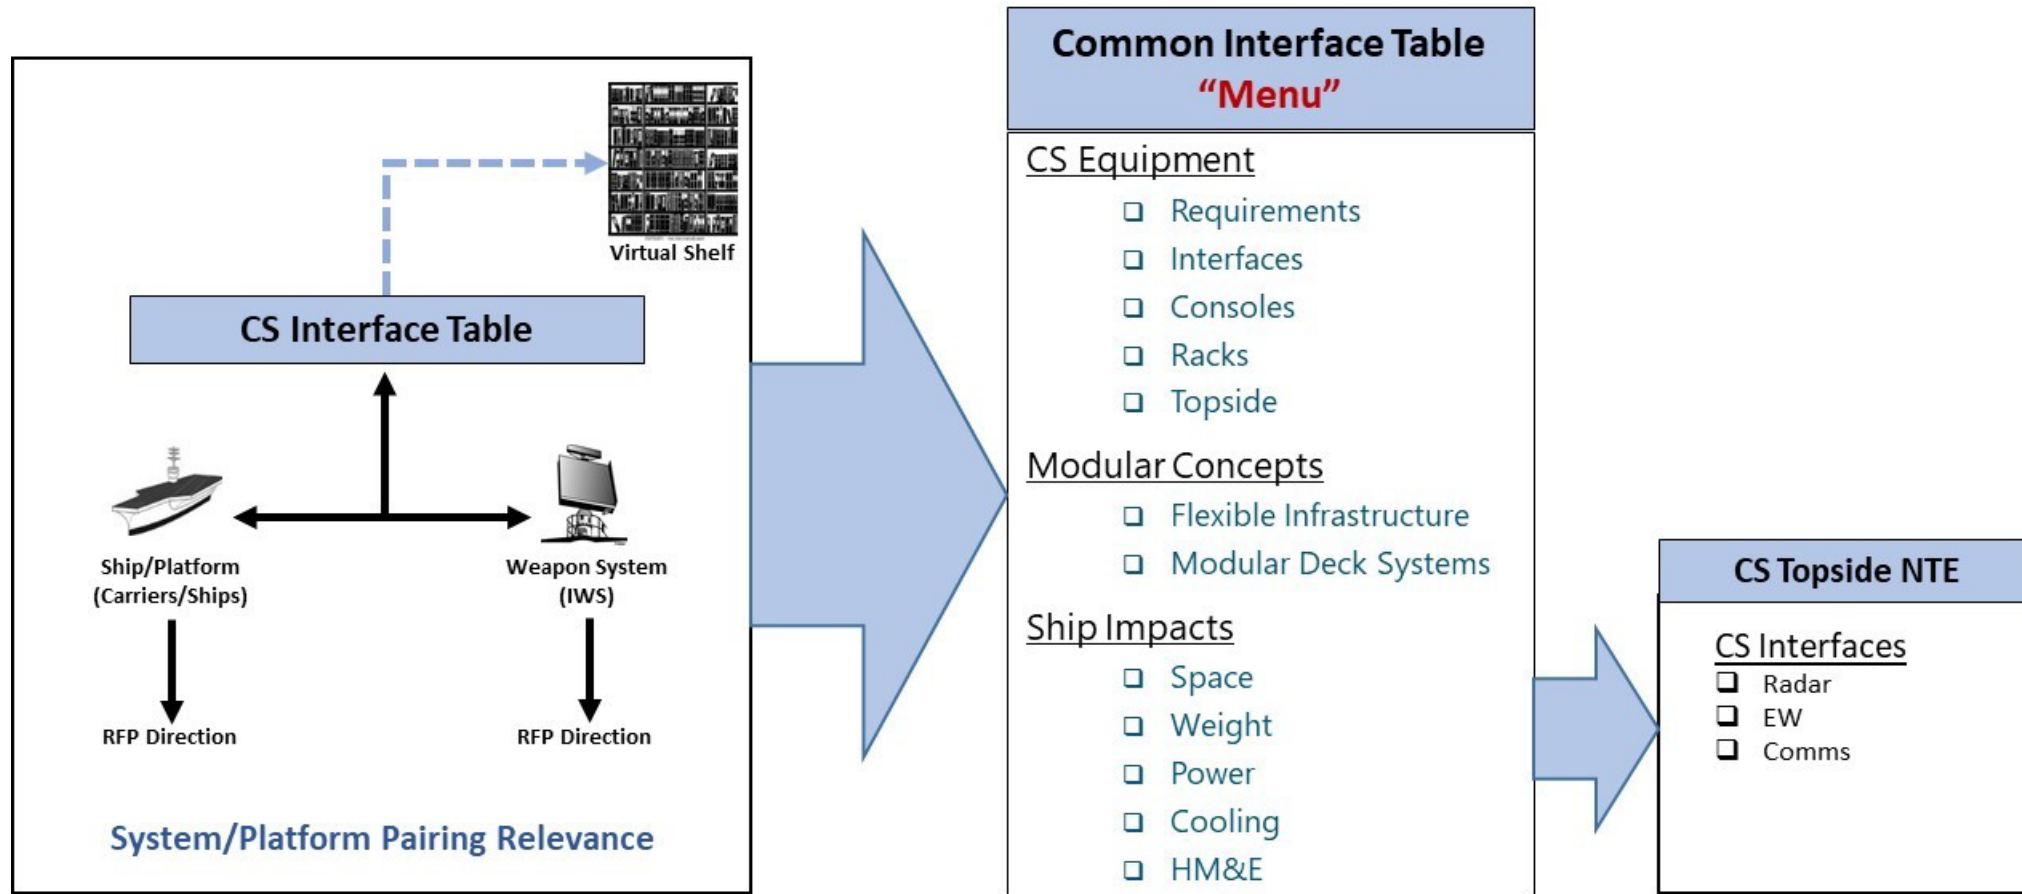 Virtual Shelf
CS Interface Table
Ship/Platform
(Carriers/Ships)
Weapon System
(IWS)
RFP Direction
RFP Direction
System/Platform Pairing Relevance
Common Interface Table
“Menu”
CS Equipment
Requirements
Interfaces
Consoles
Racks
Topside
Modular Concepts
Flexible Infrastructure
Modular Deck Systems
Ship Impacts
Space
Weight
Power
Cooling
HM&E
CS Topside NTE
CS Interfaces
Radar
EW
Comms